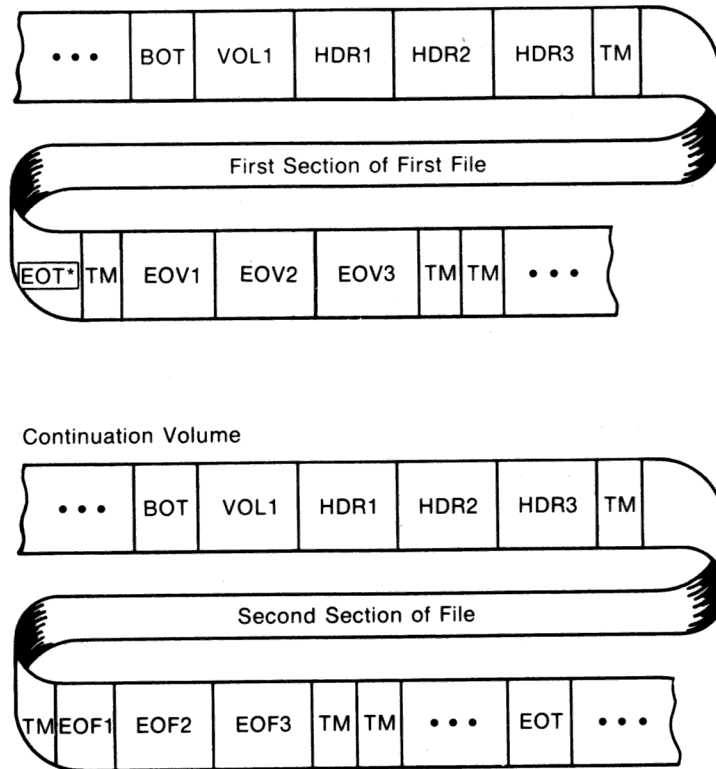 ••• BOT VOL1 HDR1 HDR2 HDR3 TM
First Section of First File
EOT* TM EOV1 EOV2 EOV3 TM TM •••
Continuation Volume
••• BOT VOL1 HDR1 HDR2 HDR3 TM
Second Section of File
TM EOF1 EOF2 EOF3 TM TM ••• EOT •••